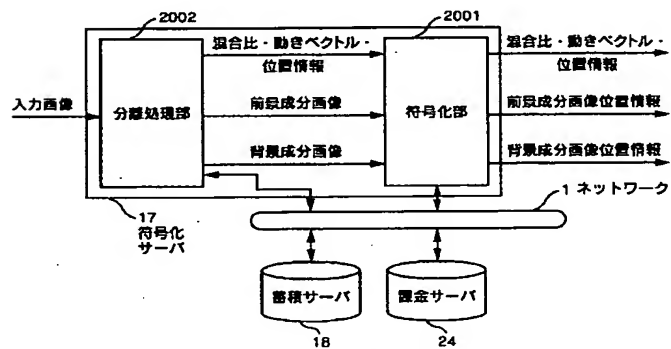 2002
2001
混合比・動きベクトル・
位置情報
混合比・動きベクトル・
位置情報
入力画像
分離処理部
前景成分画像
符号化部
前景成分画像位置情報
背景成分画像
背景成分画像位置情報
17
符号化
サーバ
1 ネットワーク
蓄積サーバ
課金サーバ
18
24